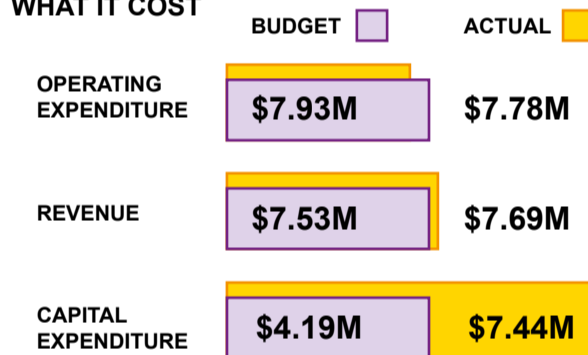 WHAT IT COST
BUDGET ACTUAL
OPERATING
EXPENDITURE
$7.93M $7.78M
REVENUE $7.53M $7.69M
CAPITAL
EXPENDITURE
$4.19M $7.44M